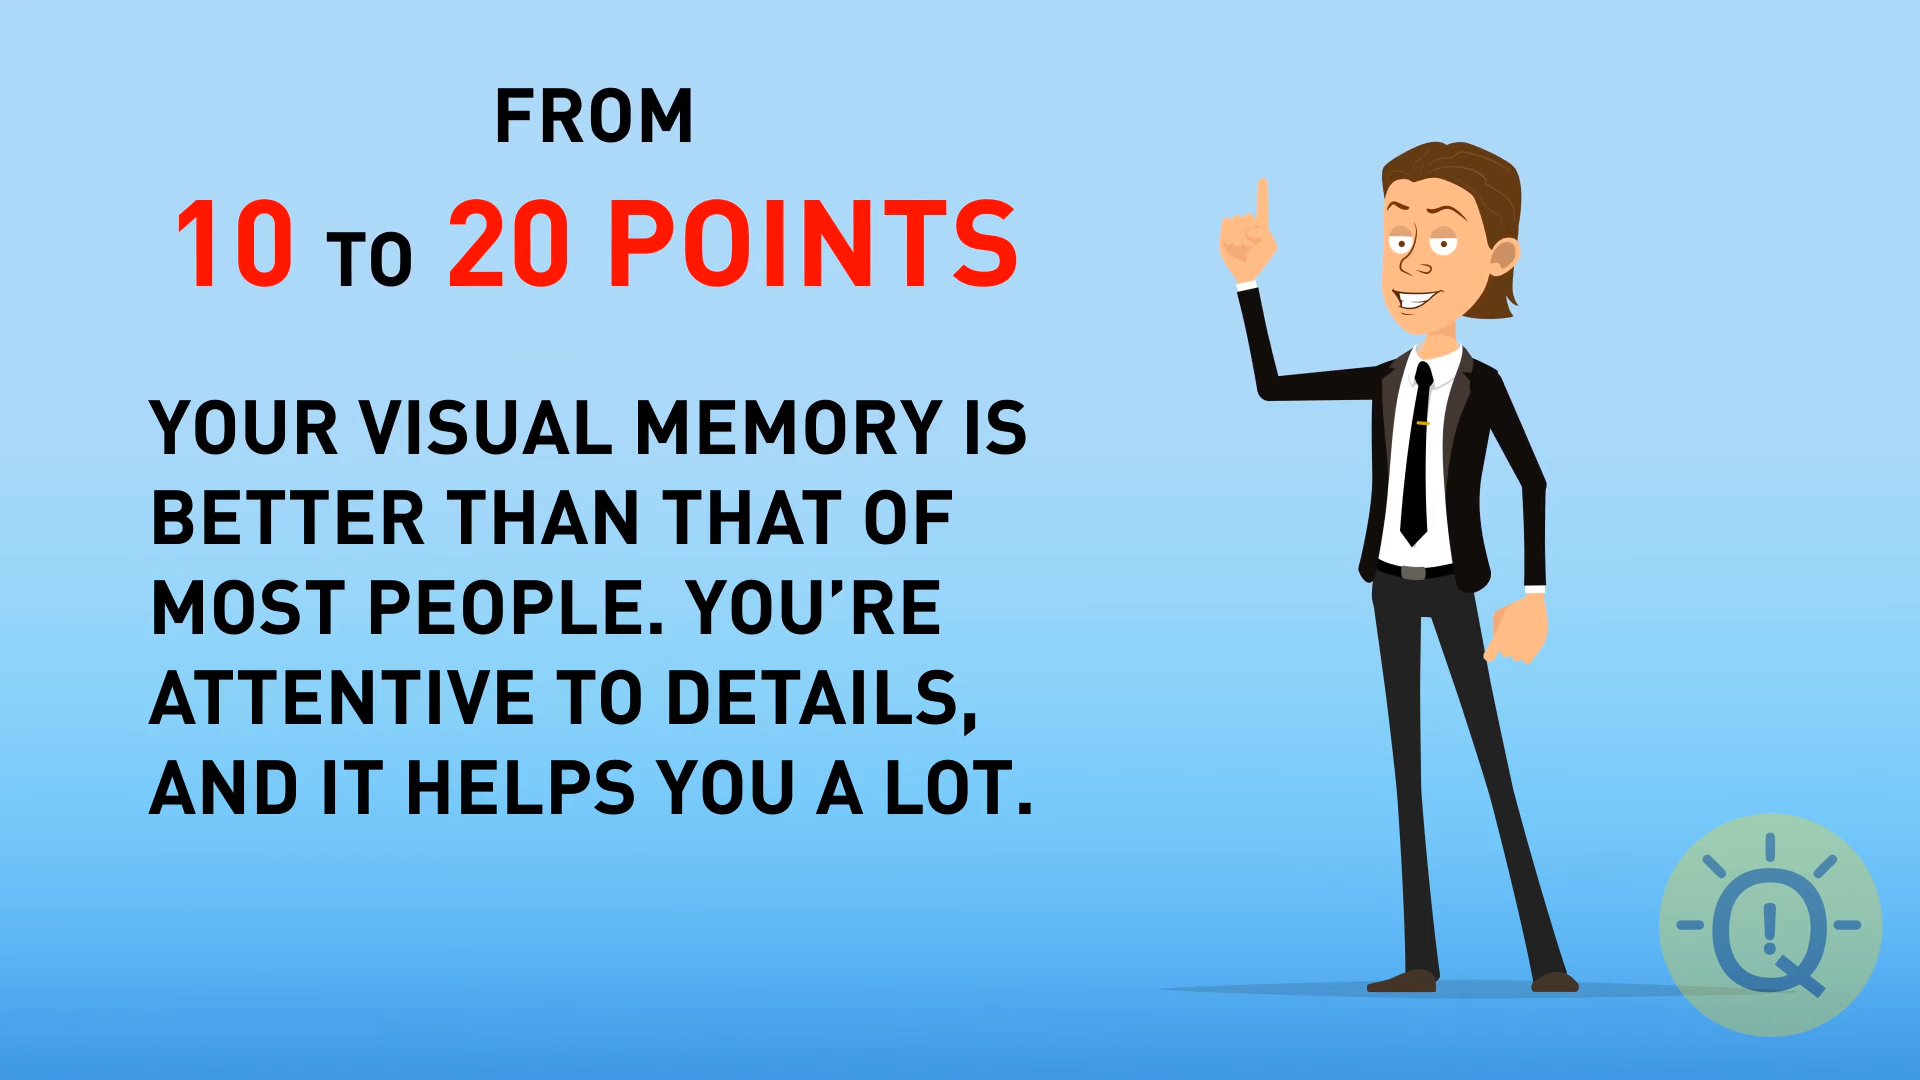 FROM
10 TO 20 POINTS
YOUR VISUAL MEMORY IS
BETTER THAN THAT OF
MOST PEOPLE. YOU’RE
ATTENTIVE TO DETAILS,
AND IT HELPS YOU A LOT.
Q!